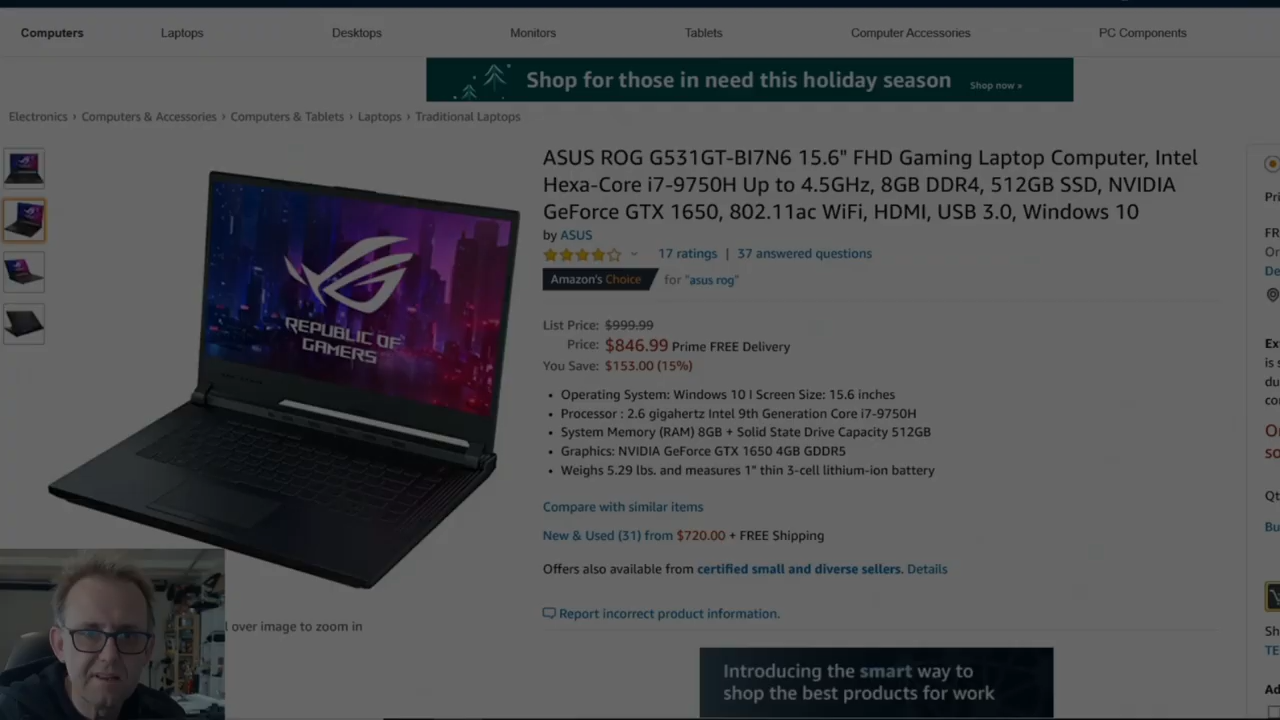 Computers
Laptops
Desktops
Monitors
Tablets
Computer Accessories
PC Components
Shop for those in need this holiday season Shop now »
Electronics › Computers & Accessories › Computers & Tablets › Laptops › Traditional Laptops
ASUS ROG G531GT-BI7N6 15.6" FHD Gaming Laptop Computer, Intel
Hexa-Core i7-9750H Up to 4.5GHz, 8GB DDR4, 512GB SSD, NVIDIA
GeForce GTX 1650, 802.11ac WiFi, HDMI, USB 3.0, Windows 10
by ASUS
17 ratings | 37 answered questions
Amazon's Choice for "asus rog"
List Price: $999.99
Price: $846.99 Prime FREE Delivery
You Save: $153.00 (15%)
• Operating System: Windows 10 I Screen Size: 15.6 inches
• Processor : 2.6 gigahertz Intel 9th Generation Core i7-9750H
• System Memory (RAM) 8GB + Solid State Drive Capacity 512GB
• Graphics: NVIDIA GeForce GTX 1650 4GB GDDR5
• Weighs 5.29 lbs. and measures 1" thin 3-cell lithium-ion battery
Compare with similar items
New & Used (31) from $720.00 + FREE Shipping
Offers also available from certified small and diverse sellers. Details
Report incorrect product information.
Introducing the smart way to
shop the best products for work
REPUBLIC OF
GAMERS
over image to zoom in